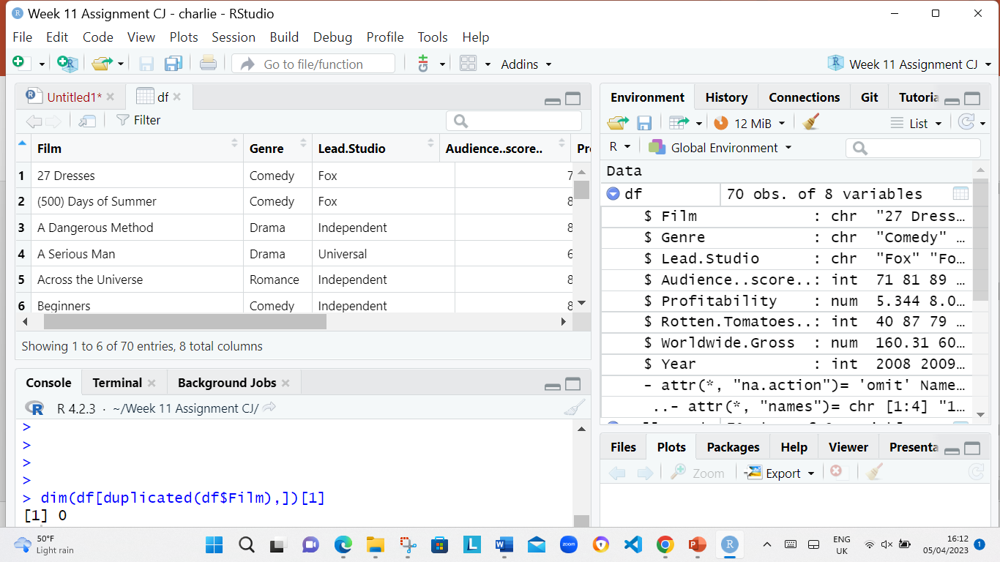 Week 11 Assignment CJ - charlie - RStudio
File Edit Code View Plots Session Build Debug Profile Tools Help
Go to file/function Addins Week 11 Assignment CJ
Untitled1* df
Filter
Film Genre Lead.Studio Audience..score..
1 27 Dresses Comedy Fox 7
2 (500) Days of Summer Comedy Fox 8
3 A Dangerous Method Drama Independent 8
4 A Serious Man Drama Universal 6
5 Across the Universe Romance Independent 8
6 Beginners Comedy Independent 8
Showing 1 to 6 of 70 entries, 8 total columns
Console Terminal Background Jobs
R 4.2.3 · ~/Week 11 Assignment CJ/
>
>
>
>
> dim(df[duplicated(df$Film),])[1]
[1] 0
Environment History Connections Git Tutoria
12 MiB List
R Global Environment
Data
df 70 obs. of 8 variables
$ Film : chr "27 Dress…
$ Genre : chr "Comedy" …
$ Lead.Studio : chr "Fox" "Fo…
$ Audience..score..: int 71 81 89 …
$ Profitability : num 5.344 8.0…
$ Rotten.Tomatoes..: int 40 87 79 …
$ Worldwide.Gross : num 160.31 60…
$ Year : int 2008 2009…
- attr(*, "na.action")= 'omit' Name…
..- attr(*, "names")= chr [1:4] "1…
Files Plots Packages Help Viewer Presenta
Zoom Export
50°F
Light rain
zoom
ENG
UK
16:12
05/04/2023
1